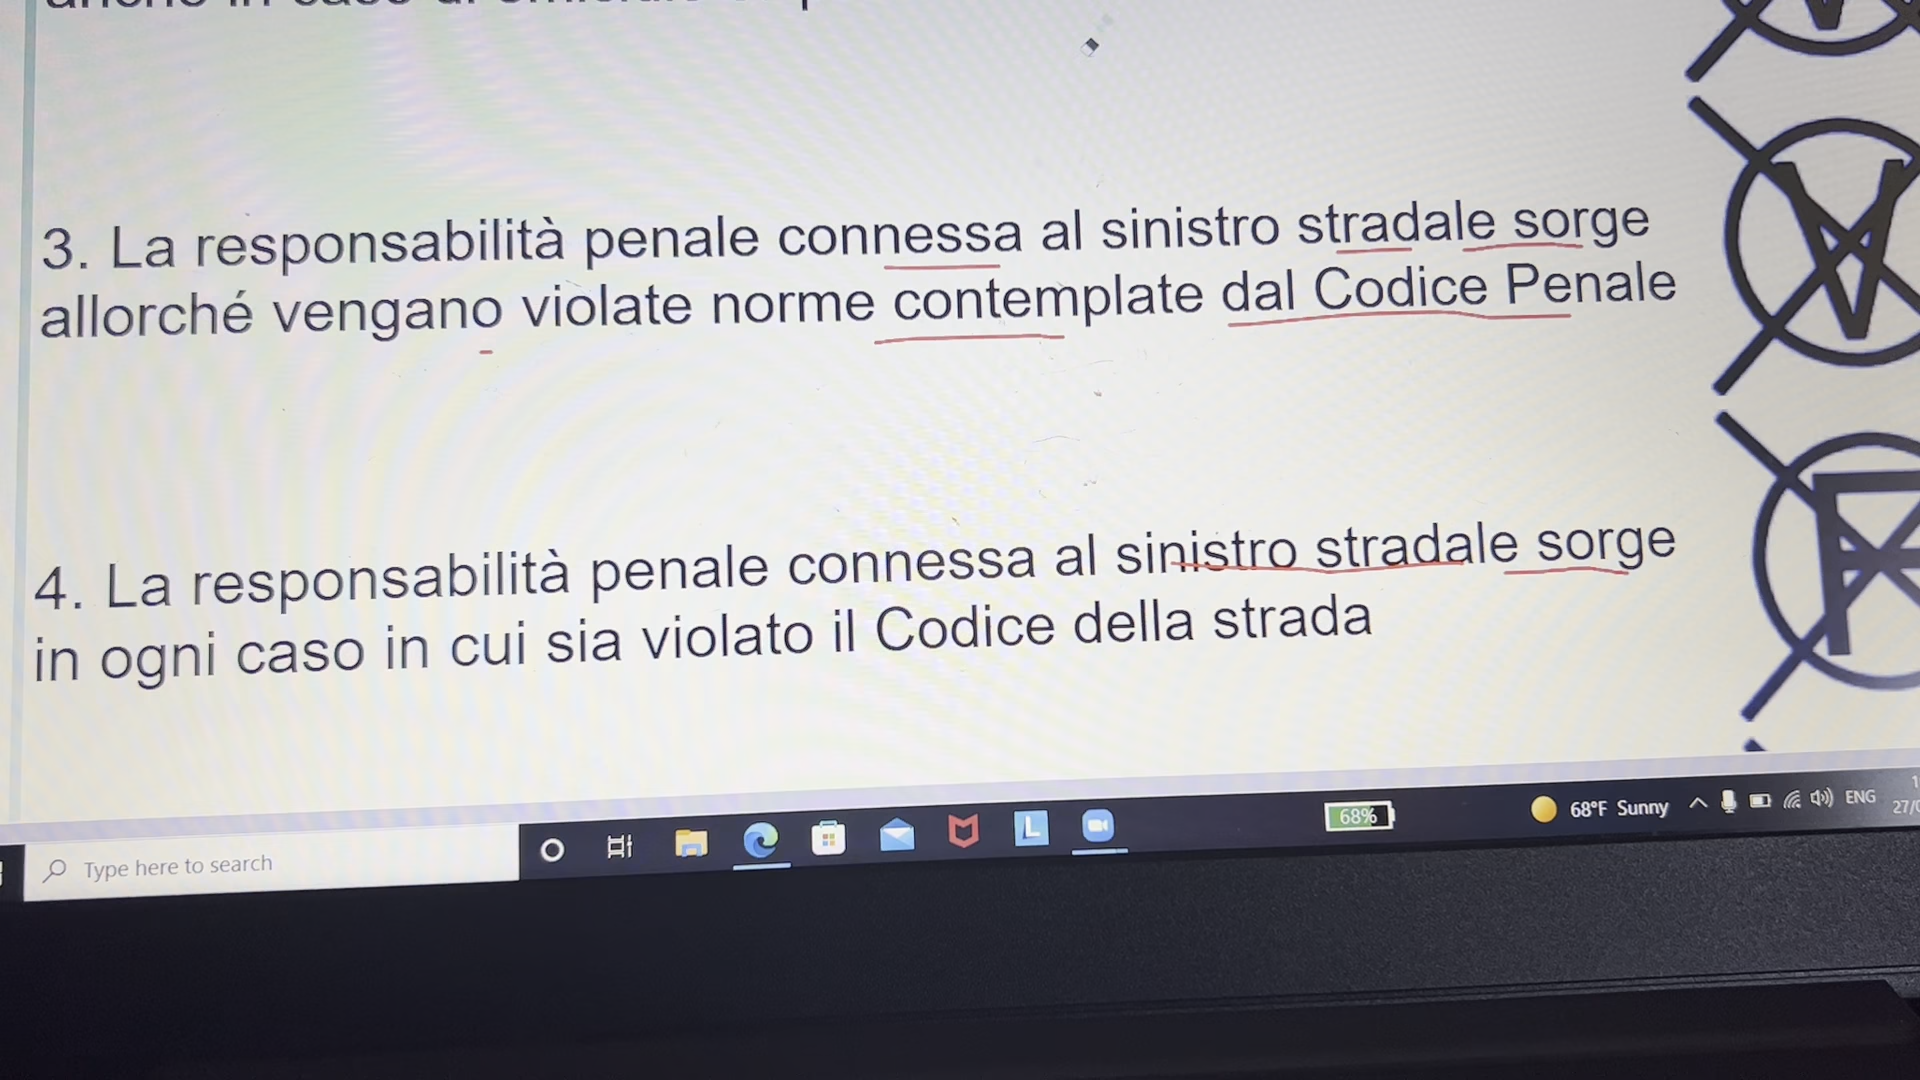 3. La responsabilità penale connessa al sinistro stradale sorge
V
allorché vengano violate norme contemplate dal Codice Penale
4. La responsabilità penale connessa al sinistro stradale sorge
F
in ogni caso in cui sia violato il Codice della strada
68%
68°F Sunny
ENG
Type here to search